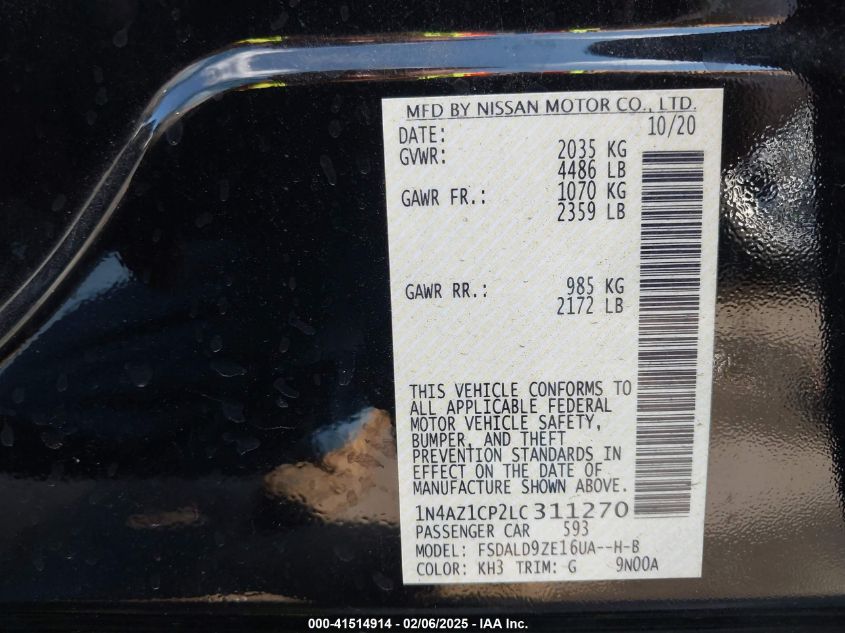 MFD BY NISSAN MOTOR CO., LTD.
DATE: 10/20
GVWR: 2035 KG
4486 LB
GAWR FR.: 1070 KG
2359 LB
GAWR RR.: 985 KG
2172 LB
THIS VEHICLE CONFORMS TO
ALL APPLICABLE FEDERAL
MOTOR VEHICLE SAFETY,
BUMPER, AND THEFT
PREVENTION STANDARDS IN
EFFECT ON THE DATE OF
MANUFACTURE SHOWN ABOVE.
1N4AZ1CP2LC311270
PASSENGER CAR 593
MODEL: FSDALD9ZE16UA--H-B
COLOR: KH3 TRIM: G 9N00A
000-41514914 - 02/06/2025 - IAA Inc.